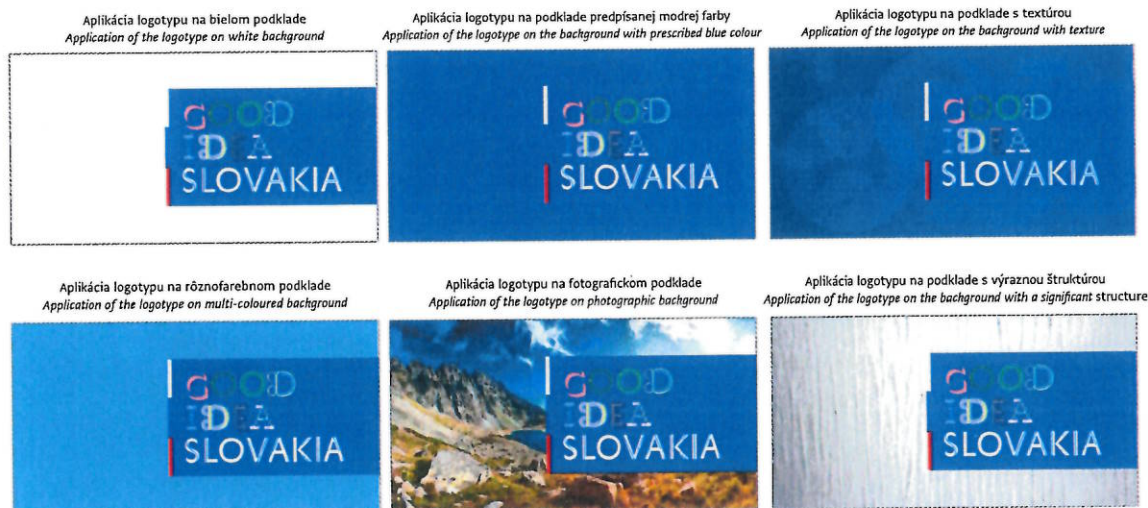 Aplikácia logotypu na bielom podklade
Application of the logotype on white background
GOOD
IDEA
SLOVAKIA
Aplikácia logotypu na podklade predpísanej modrej farby
Application of the logotype on the background with prescribed blue colour
GOOD
IDEA
SLOVAKIA
Aplikácia logotypu na podklade s textúrou
Application of the logotype on the background with texture
GOOD
IDEA
SLOVAKIA
Aplikácia logotypu na rôznofarebnom podklade
Application of the logotype on multi-coloured background
GOOD
IDEA
SLOVAKIA
Aplikácia logotypu na fotografickom podklade
Application of the logotype on photographic background
GOOD
IDEA
SLOVAKIA
Aplikácia logotypu na podklade s výraznou štruktúrou
Application of the logotype on the background with a significant structure
GOOD
IDEA
SLOVAKIA